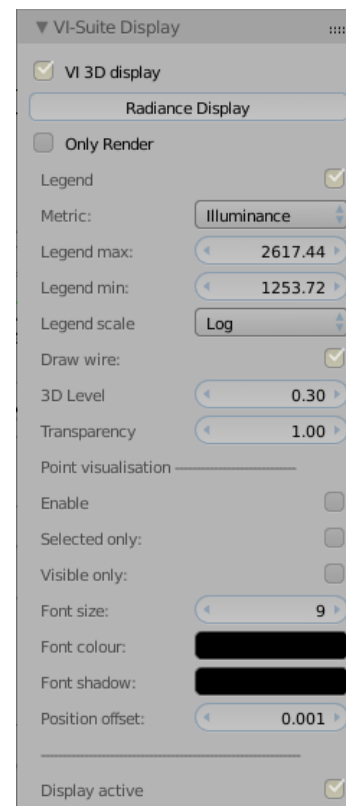 VI-Suite Display
VI 3D display
Radiance Display
Only Render
Legend
Metric: Illuminance
Legend max: 2617.44
Legend min: 1253.72
Legend scale Log
Draw wire:
3D Level 0.30
Transparency 1.00
Point visualisation
Enable
Selected only:
Visible only:
Font size: 9
Font colour:
Font shadow:
Position offset: 0.001
Display active